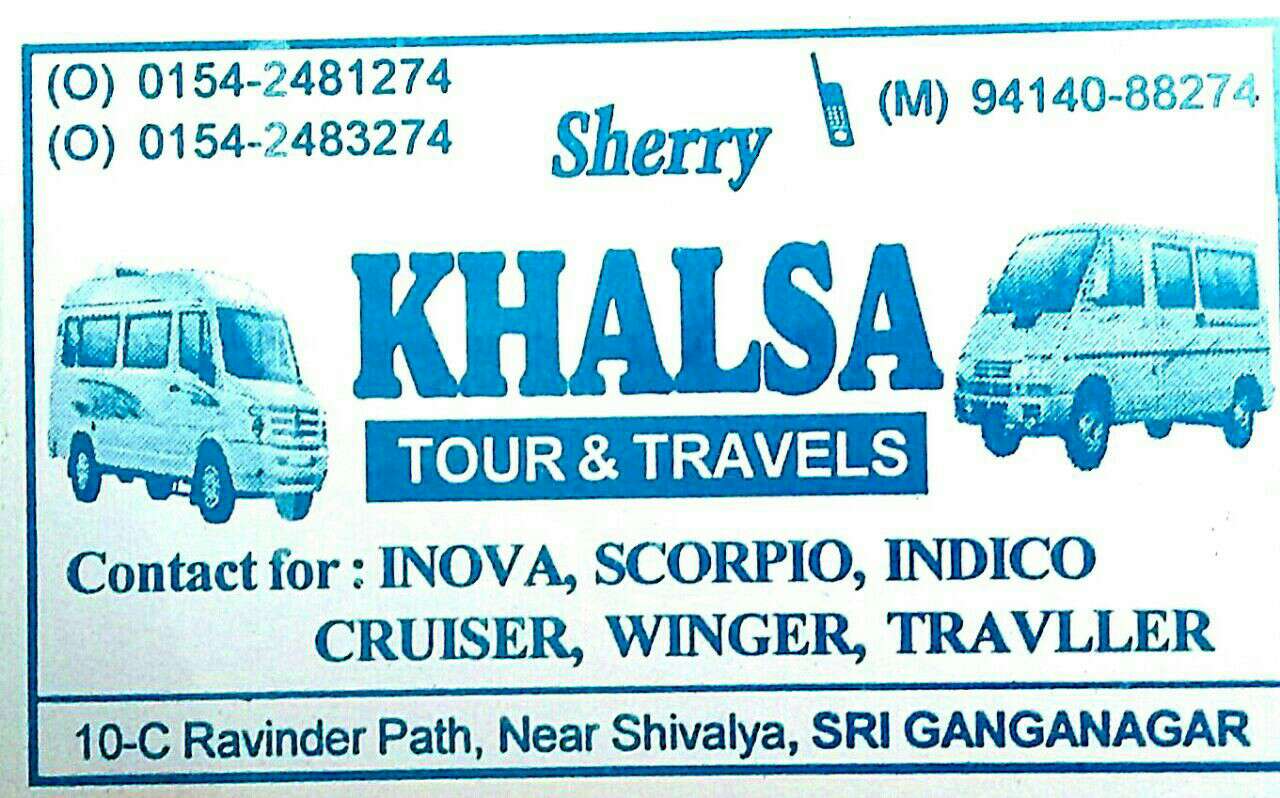 (O) 0154-2481274
(O) 0154-2483274
Sherry
(M) 94140-88274
KHALSA
TOUR & TRAVELS
Contact for : INOVA, SCORPIO, INDICO
CRUISER, WINGER, TRAVLLER
10-C Ravinder Path, Near Shivalya, SRI GANGANAGAR